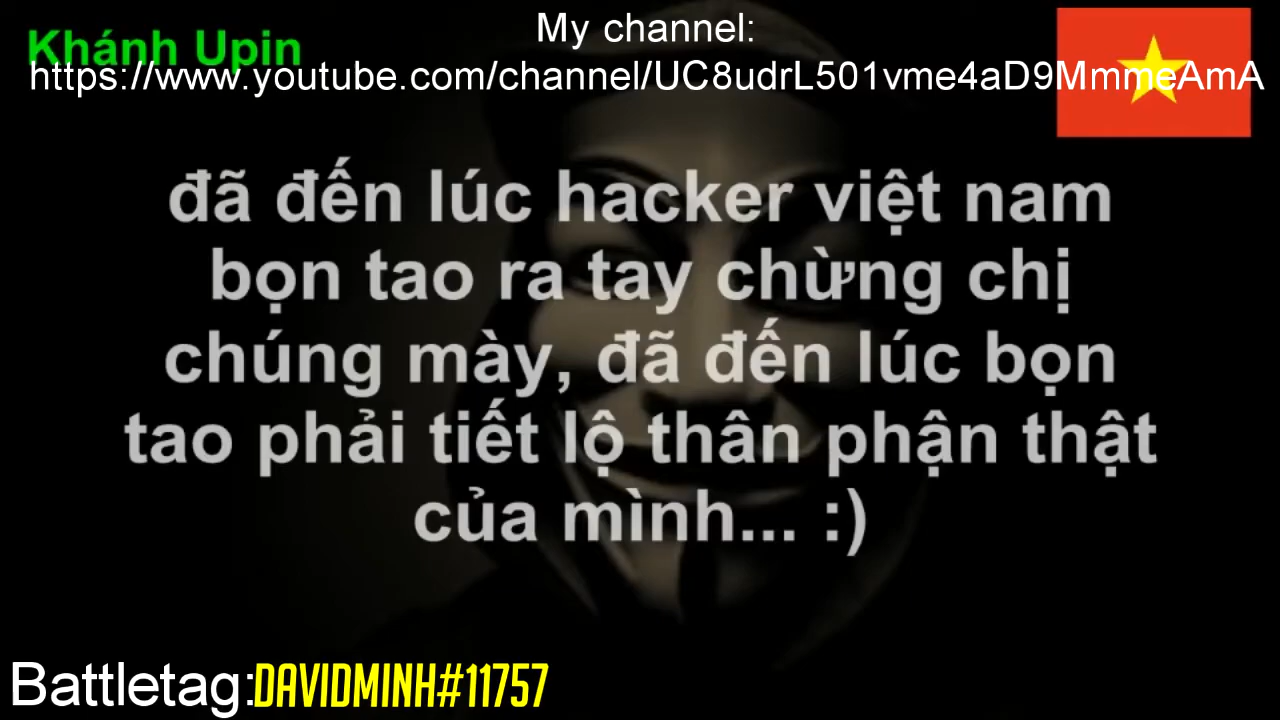 My channel:
Khánh Upin
https://www.youtube.com/channel/UC8udrL501vme4aD9MmmeAmA
đã đến lúc hacker việt nam
bọn tao ra tay chừng chị
chúng mày, đã đến lúc bọn
tao phải tiết lộ thân phận thật
của mình... :)
Battletag:DAVIDMINH#11757